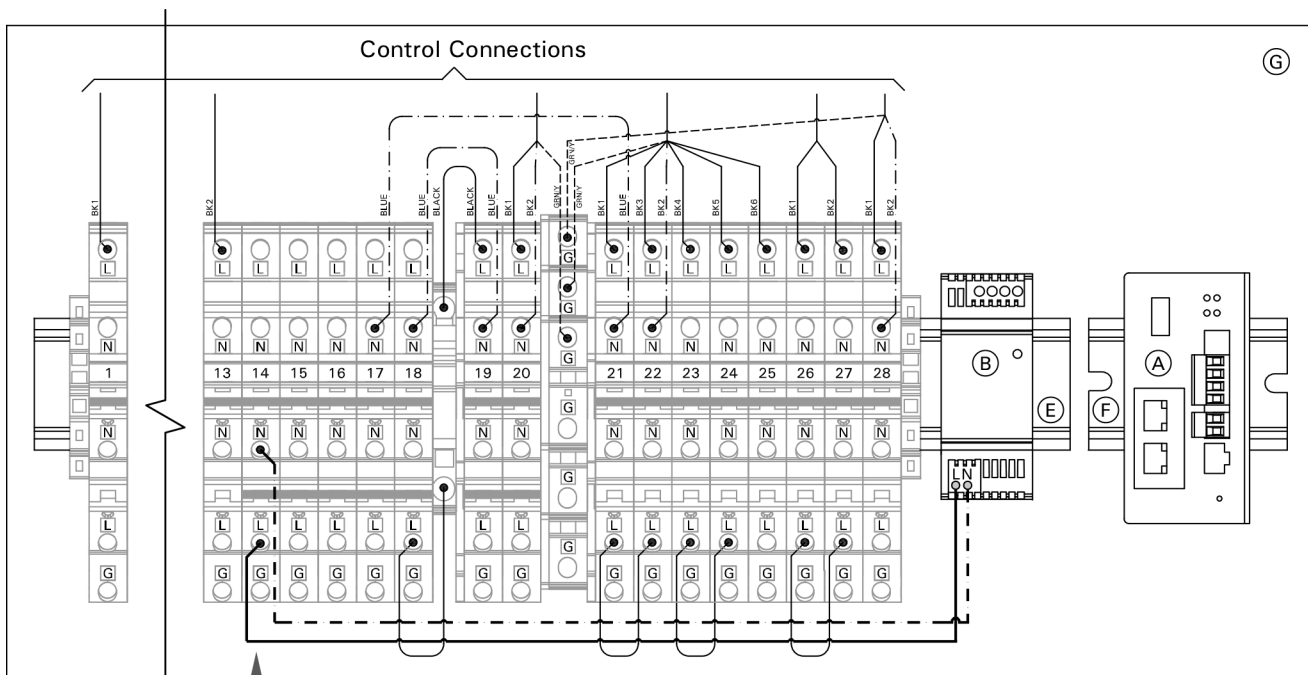 Control Connections
G
BK1 BK2 BLUE BLUE BLACK BLACK BLUE BK1 BK2 GRN/Y GRN/Y GRN/Y BK1 BLUE BK3 BK2 BK4 BK5 BK6 BK1 BK2 BK1 BK2
L L L L L L L L L G L L L L L L L L
G
N N N N N N N N N G N N N N N N N N
1 13 14 15 16 17 18 19 20 21 22 23 24 25 26 27 28 B A
G E F
N N N N N N N N N N N N N N N N N
G
L N
L L L L L L L L L L L L L L L L L
G
G G G G G G G G G G G G G G G G G